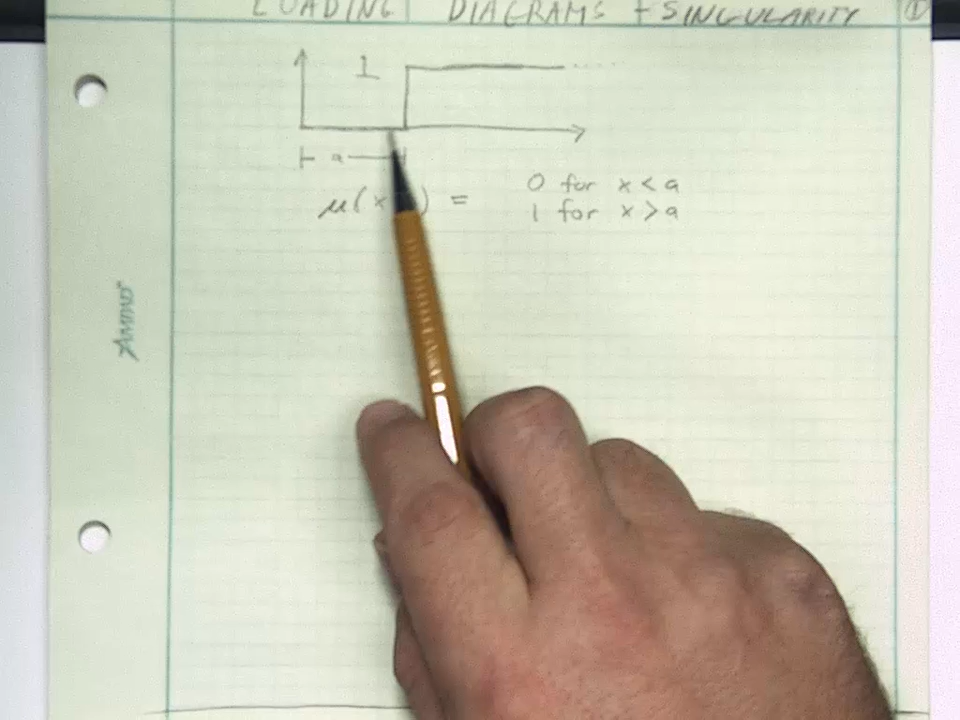 LOADING DIAGRAMS + SINGULARITY 1
1
a
μ(x ) = 0 for x < a
1 for x > a
AMPAD